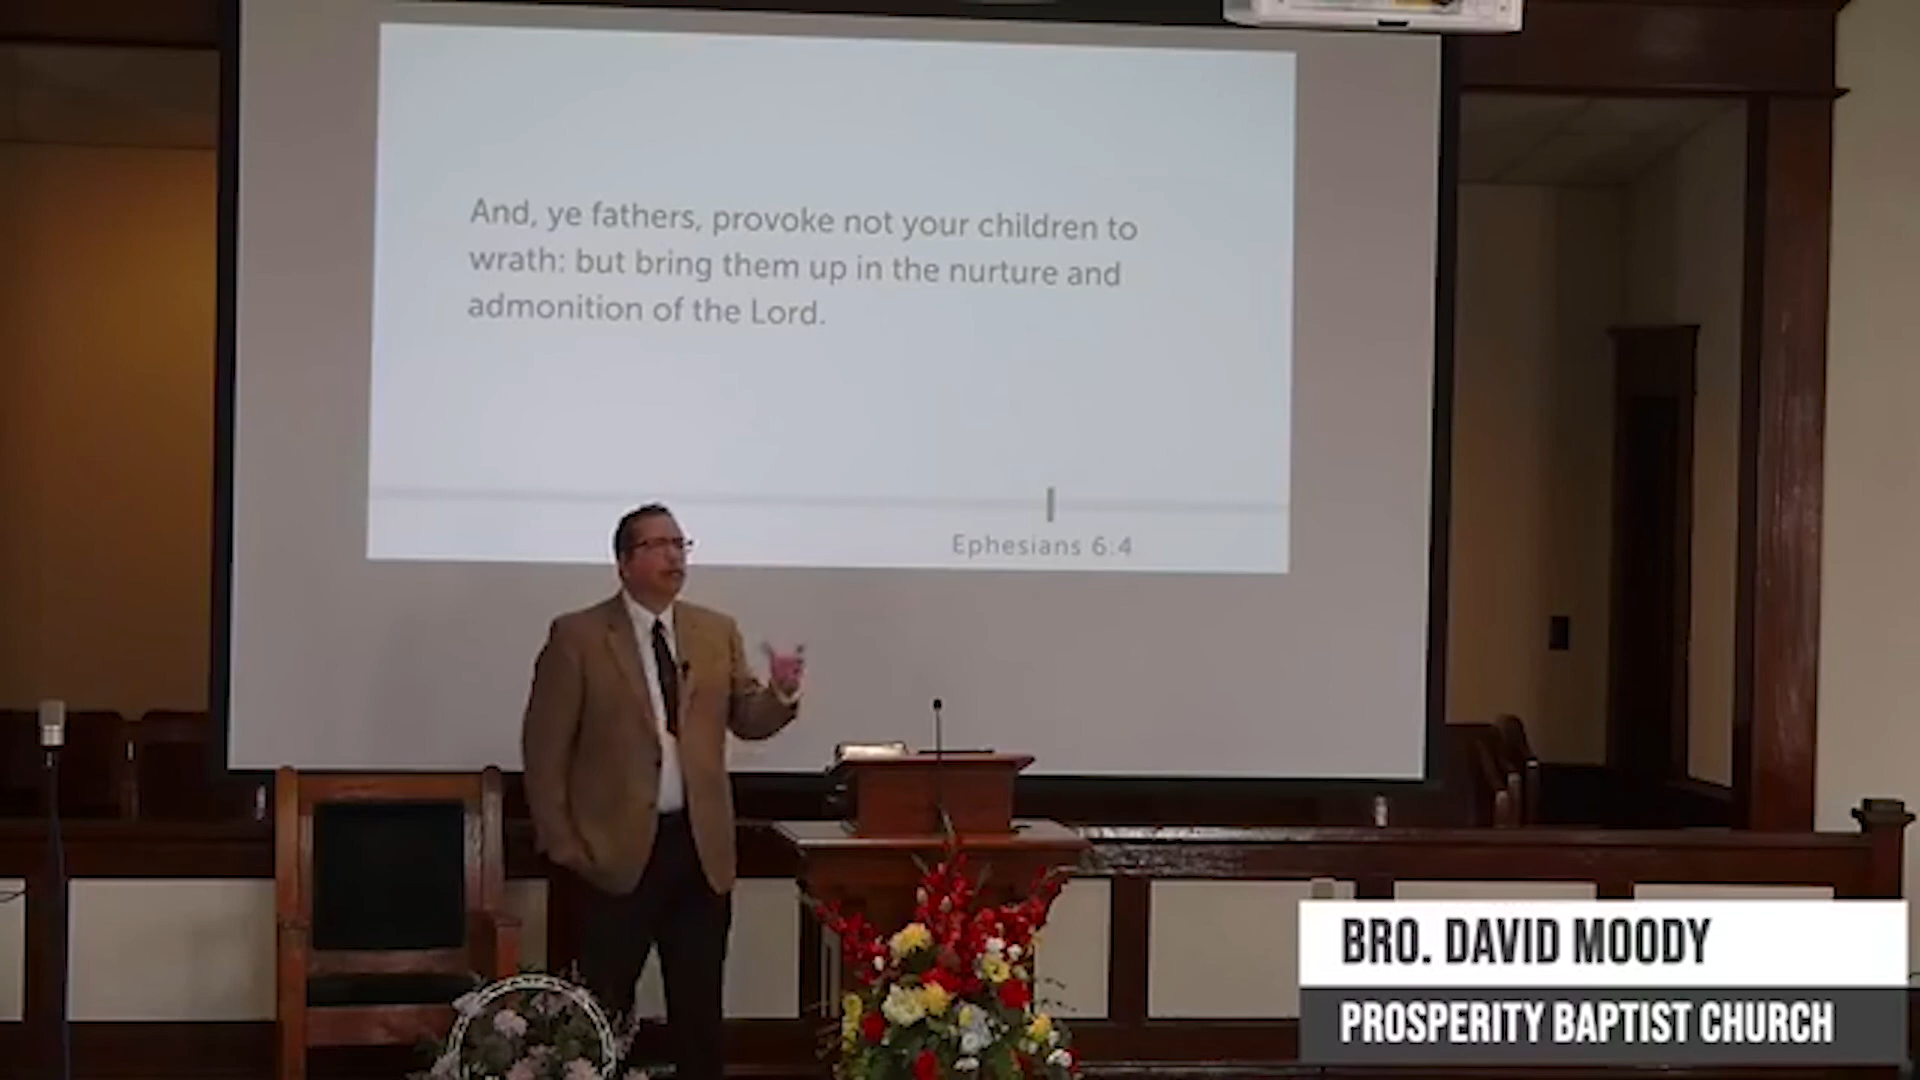 And, ye fathers, provoke not your children to
wrath: but bring them up in the nurture and
admonition of the Lord.
Ephesians 6:4
BRO. DAVID MOODY
PROSPERITY BAPTIST CHURCH